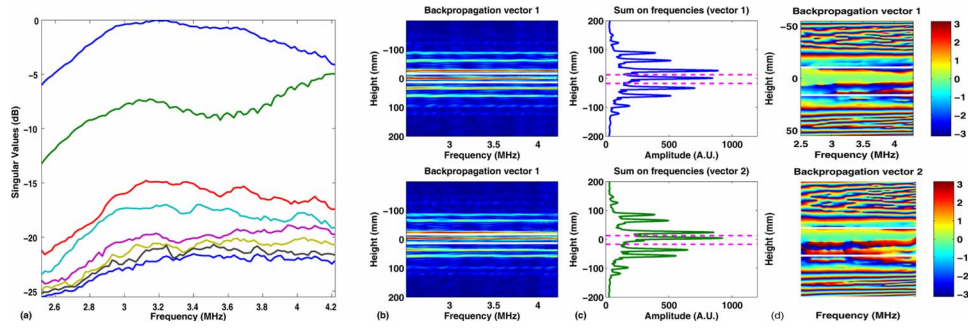 Backpropagation vector 1
Sum on frequencies (vector 1)
Backpropagation vector 1
0
-5
-10
-15
-20
-25
Singular Values (dB)
2.5 2.6 2.8 3 3.2 3.4 3.6 3.8 4 4.2
Frequency (MHz)
(a)
-100
0
100
200
Height (mm)
3 3.5 4
Frequency (MHz)
(b)
200
100
0
-100
-200
Height (mm)
0 500 1000
Amplitude (A.U.)
(c)
-50
0
50
Height (mm)
2.5 3 3.5 4
Frequency (MHz)
(d)
3
2
1
0
-1
-2
-3
Backpropagation vector 1
Sum on frequencies (vector 2)
Backpropagation vector 2
-100
0
100
200
Height (mm)
3 3.5 4
Frequency (MHz)
(b)
200
100
0
-100
-200
Height (mm)
0 500 1000
Amplitude (A.U.)
(c)
Frequency (MHz)
(d)
3
2
1
0
-1
-2
-3